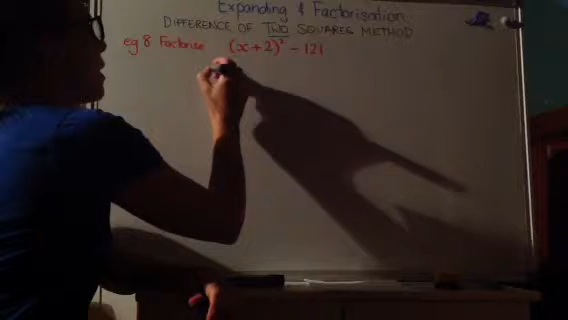 Expanding & Factorisation
DIFFERENCE OF TWO SQUARES METHOD
eg 8 Factorise (x+2)² - 121